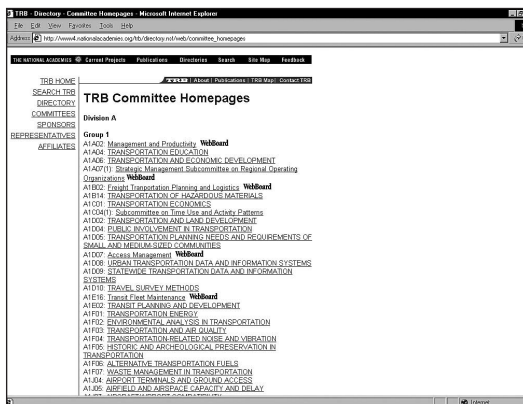 TRB - Directory - Committee Homepages - Microsoft Internet Explorer
File Edit View Favorites Tools Help
Address http://www4.nationalacademies.org/trb/directory.nsf/web/committee_homepages
THE NATIONAL ACADEMIES Current Projects Publications Directories Search Site Map Feedback
TRB | About | Publications | TRB Map | Contact TRB
TRB HOME
SEARCH TRB
DIRECTORY
COMMITTEES
SPONSORS
REPRESENTATIVES
AFFILIATES
TRB Committee Homepages
Division A
Group 1
A1A02: Management and Productivity WebBoard
A1A04: TRANSPORTATION EDUCATION
A1A06: TRANSPORTATION AND ECONOMIC DEVELOPMENT
A1A07(1): Strategic Management Subcommittee on Regional Operating
Organizations WebBoard
A1B02: Freight Tranportation Planning and Logistics WebBoard
A1B14: TRANSPORTATION OF HAZARDOUS MATERIALS
A1C01: TRANSPORTATION ECONOMICS
A1C04(1): Subcommittee on Time Use and Activity Patterns
A1D02: TRANSPORTATION AND LAND DEVELOPMENT
A1D04: PUBLIC INVOLVEMENT IN TRANSPORTATION
A1D05: TRANSPORTATION PLANNING NEEDS AND REQUIREMENTS OF
SMALL AND MEDIUM-SIZED COMMUNITIES
A1D07: Access Management WebBoard
A1D08: URBAN TRANSPORTATION DATA AND INFORMATION SYSTEMS
A1D09: STATEWIDE TRANSPORTATION DATA AND INFORMATION
SYSTEMS
A1D10: TRAVEL SURVEY METHODS
A1E16: Transit Fleet Maintenance WebBoard
A1E02: TRANSIT PLANNING AND DEVELOPMENT
A1F01: TRANSPORTATION ENERGY
A1F02: ENVIRONMENTAL ANALYSIS IN TRANSPORTATION
A1F03: TRANSPORTATION AND AIR QUALITY
A1F04: TRANSPORTATION-RELATED NOISE AND VIBRATION
A1F05: HISTORIC AND ARCHEOLOGICAL PRESERVATION IN
TRANSPORTATION
A1F06: ALTERNATIVE TRANSPORTATION FUELS
A1F07: WASTE MANAGEMENT IN TRANSPORTATION
A1J04: AIRPORT TERMINALS AND GROUND ACCESS
A1J05: AIRFIELD AND AIRSPACE CAPACITY AND DELAY
Internet